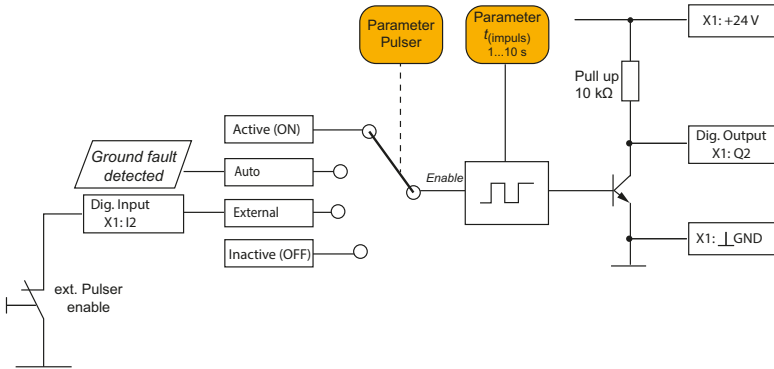 Parameter
Pulser
Parameter
t(impuls)
1...10 s
X1: +24 V
Pull up
10 kΩ
Active (ON)
Ground fault
detected
Auto
Enable
Dig. Output
X1: Q2
Dig. Input
X1: I2
External
Inactive (OFF)
X1: ⊥GND
ext. Pulser
enable